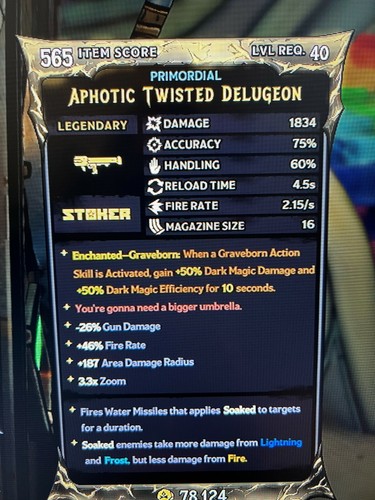 565 ITEM SCORE LVL REQ. 40
PRIMORDIAL
APHOTIC TWISTED DELUGEON
LEGENDARY
DAMAGE 1834
ACCURACY 75%
HANDLING 60%
RELOAD TIME 4.5s
STOKER
FIRE RATE 2.15/s
MAGAZINE SIZE 16
Enchanted—Graveborn: When a Graveborn Action
Skill is Activated, gain +50% Dark Magic Damage and
+50% Dark Magic Efficiency for 10 seconds.
You're gonna need a bigger umbrella.
-26% Gun Damage
+46% Fire Rate
+187 Area Damage Radius
3.3x Zoom
Fires Water Missiles that applies Soaked to targets
for a duration.
Soaked enemies take more damage from Lightning
and Frost, but less damage from Fire.
78,124